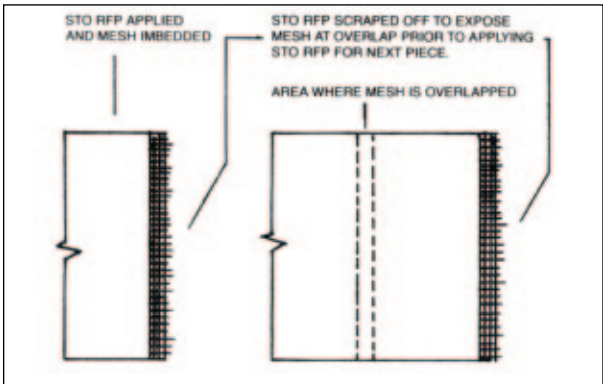 STO RFP APPLIED
AND MESH IMBEDDED
STO RFP SCRAPED OFF TO EXPOSE
MESH AT OVERLAP PRIOR TO APPLYING
STO RFP FOR NEXT PIECE.
AREA WHERE MESH IS OVERLAPPED